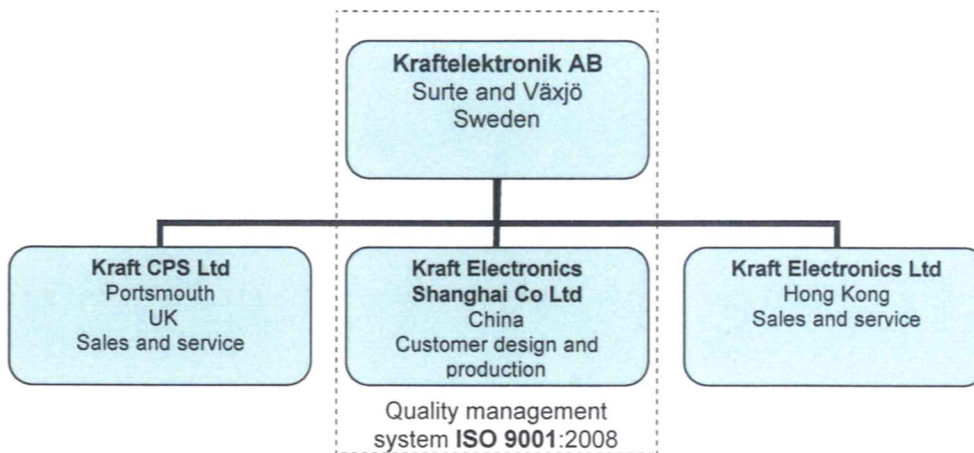 Kraftelektronik AB
Surte and Växjö
Sweden
Kraft CPS Ltd
Portsmouth
UK
Sales and service
Kraft Electronics
Shanghai Co Ltd
China
Customer design and
production
Kraft Electronics Ltd
Hong Kong
Sales and service
Quality management
system ISO 9001:2008